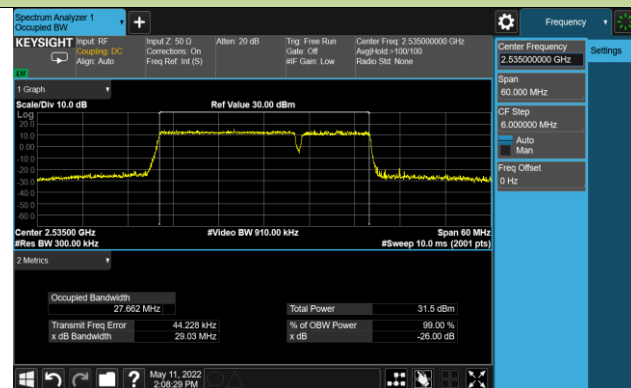 Spectrum Analyzer 1
Occupied BW
+
Frequency
KEYSIGHT
Input: RF
Coupling: DC
Align: Auto
Input Z: 50 Ω
Corrections: On
Freq Ref: Int (S)
Atten: 20 dB
Trig: Free Run
Gate: Off
#IF Gain: Low
Center Freq: 2.535000000 GHz
Avg|Hold:>100/100
Radio Std: None
Center Frequency
2.535000000 GHz
Settings
Span
60.000 MHz
CF Step
6.000000 MHz
Auto
Man
Freq Offset
0 Hz
1 Graph
Scale/Div 10.0 dB
Ref Value 30.00 dBm
Log
20.0
10.0
0.00
-10.0
-20.0
-30.0
-40.0
-50.0
-60.0
Center 2.53500 GHz
#Video BW 910.00 kHz
Span 60 MHz
#Res BW 300.00 kHz
#Sweep 10.0 ms (2001 pts)
2 Metrics
Occupied Bandwidth
27.662 MHz
Total Power
31.5 dBm
Transmit Freq Error
44.228 kHz
% of OBW Power
99.00 %
x dB Bandwidth
29.03 MHz
x dB
-26.00 dB
?
May 11, 2022
2:08:29 PM